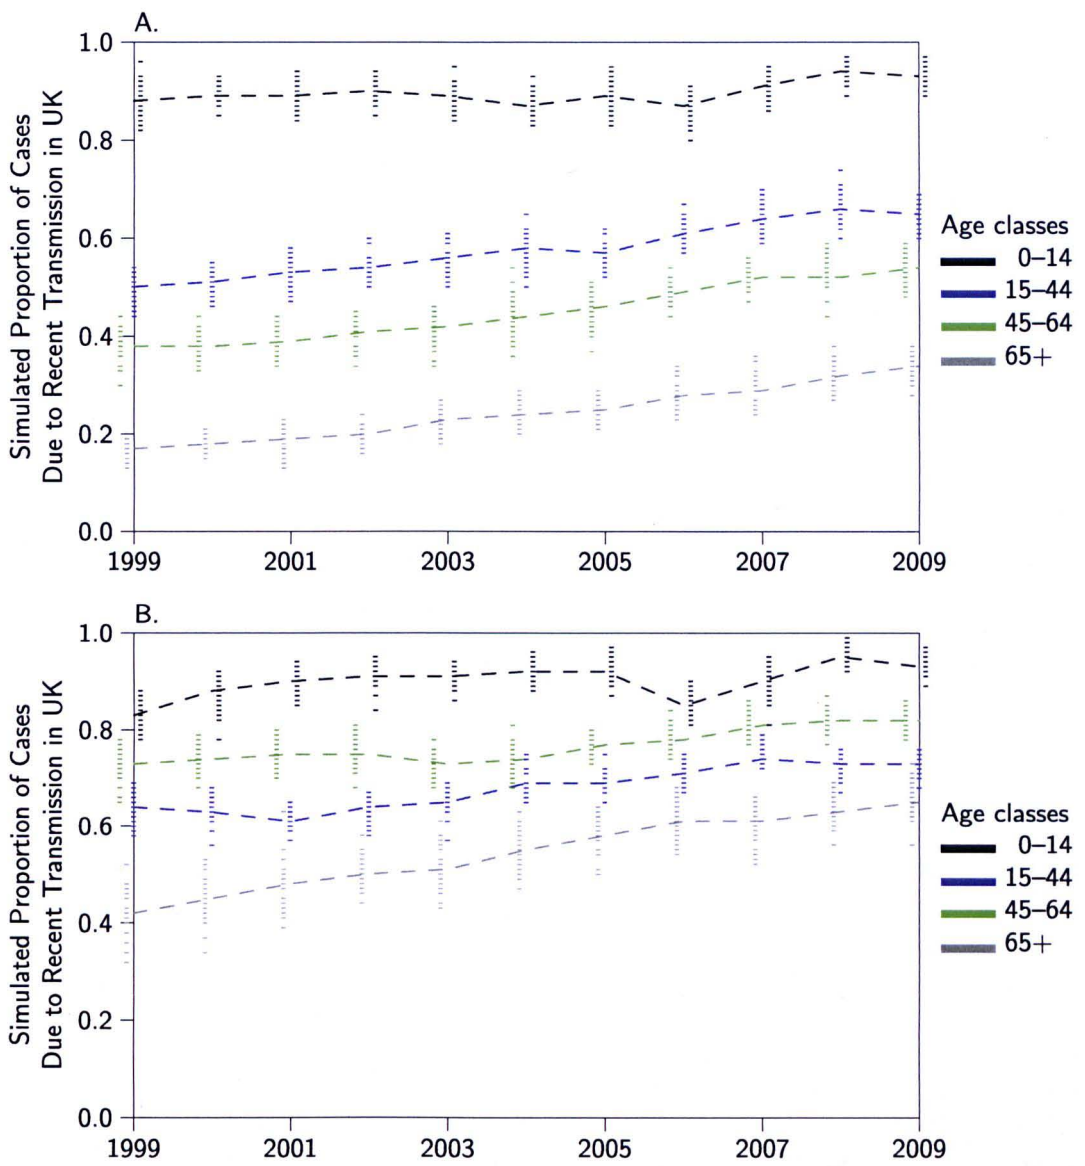 A.
Simulated Proportion of Cases
Due to Recent Transmission in UK
1.0
0.8
0.6
0.4
0.2
0.0
1999 2001 2003 2005 2007 2009
Age classes
0–14
15–44
45–64
65+
B.
Simulated Proportion of Cases
Due to Recent Transmission in UK
1.0
0.8
0.6
0.4
0.2
0.0
1999 2001 2003 2005 2007 2009
Age classes
0–14
15–44
45–64
65+